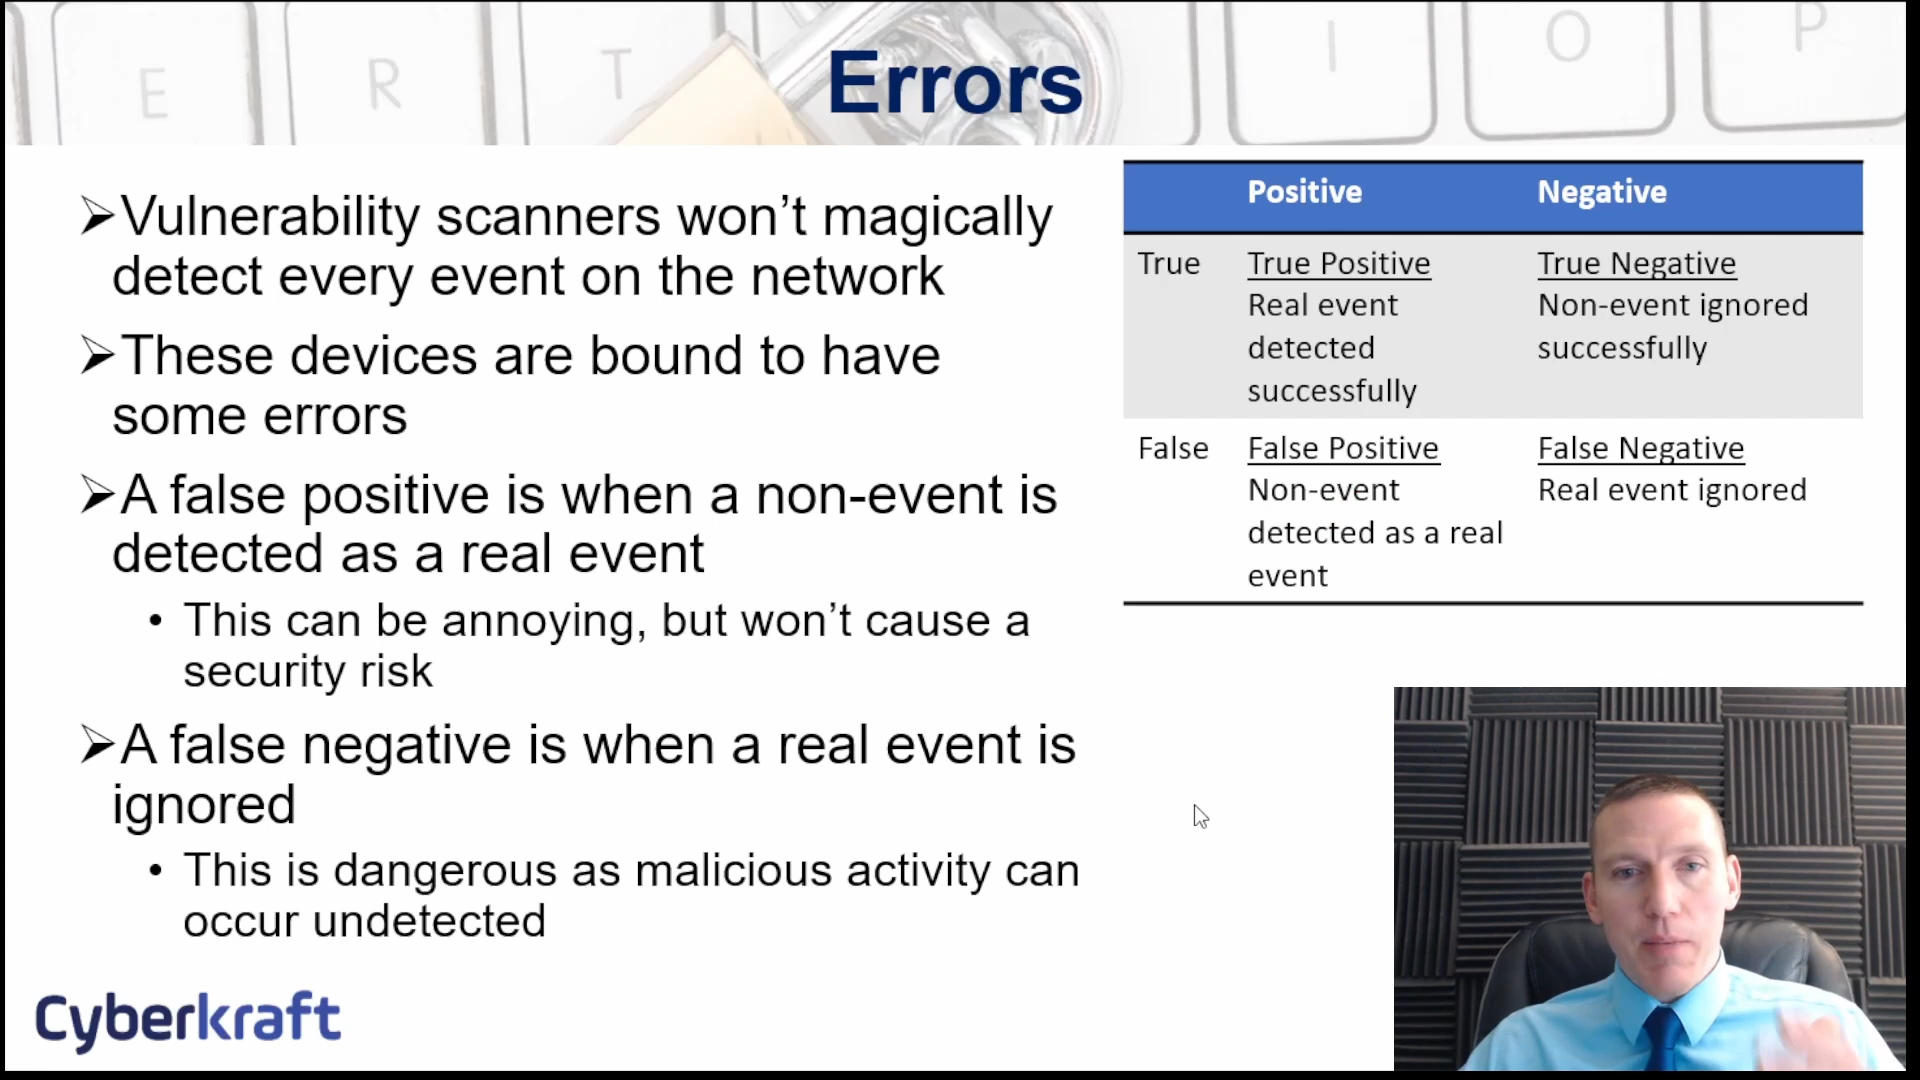 E R T I O P
Errors
➢Vulnerability scanners won’t magically
detect every event on the network
➢These devices are bound to have
some errors
➢A false positive is when a non-event is
detected as a real event
• This can be annoying, but won’t cause a
security risk
➢A false negative is when a real event is
ignored
• This is dangerous as malicious activity can
occur undetected
Positive Negative
True
True Positive
Real event
detected
successfully
True Negative
Non-event ignored
successfully
False
False Positive
Non-event
detected as a real
event
False Negative
Real event ignored
Cyberkraft